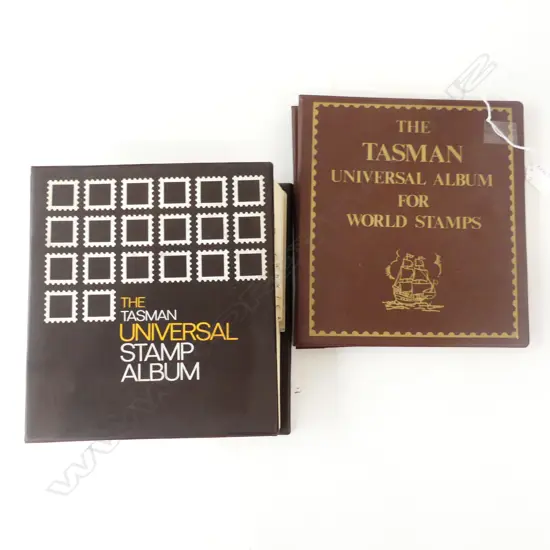 THE
TASMAN
UNIVERSAL
STAMP
ALBUM
THE
TASMAN
UNIVERSAL ALBUM
FOR
WORLD STAMPS